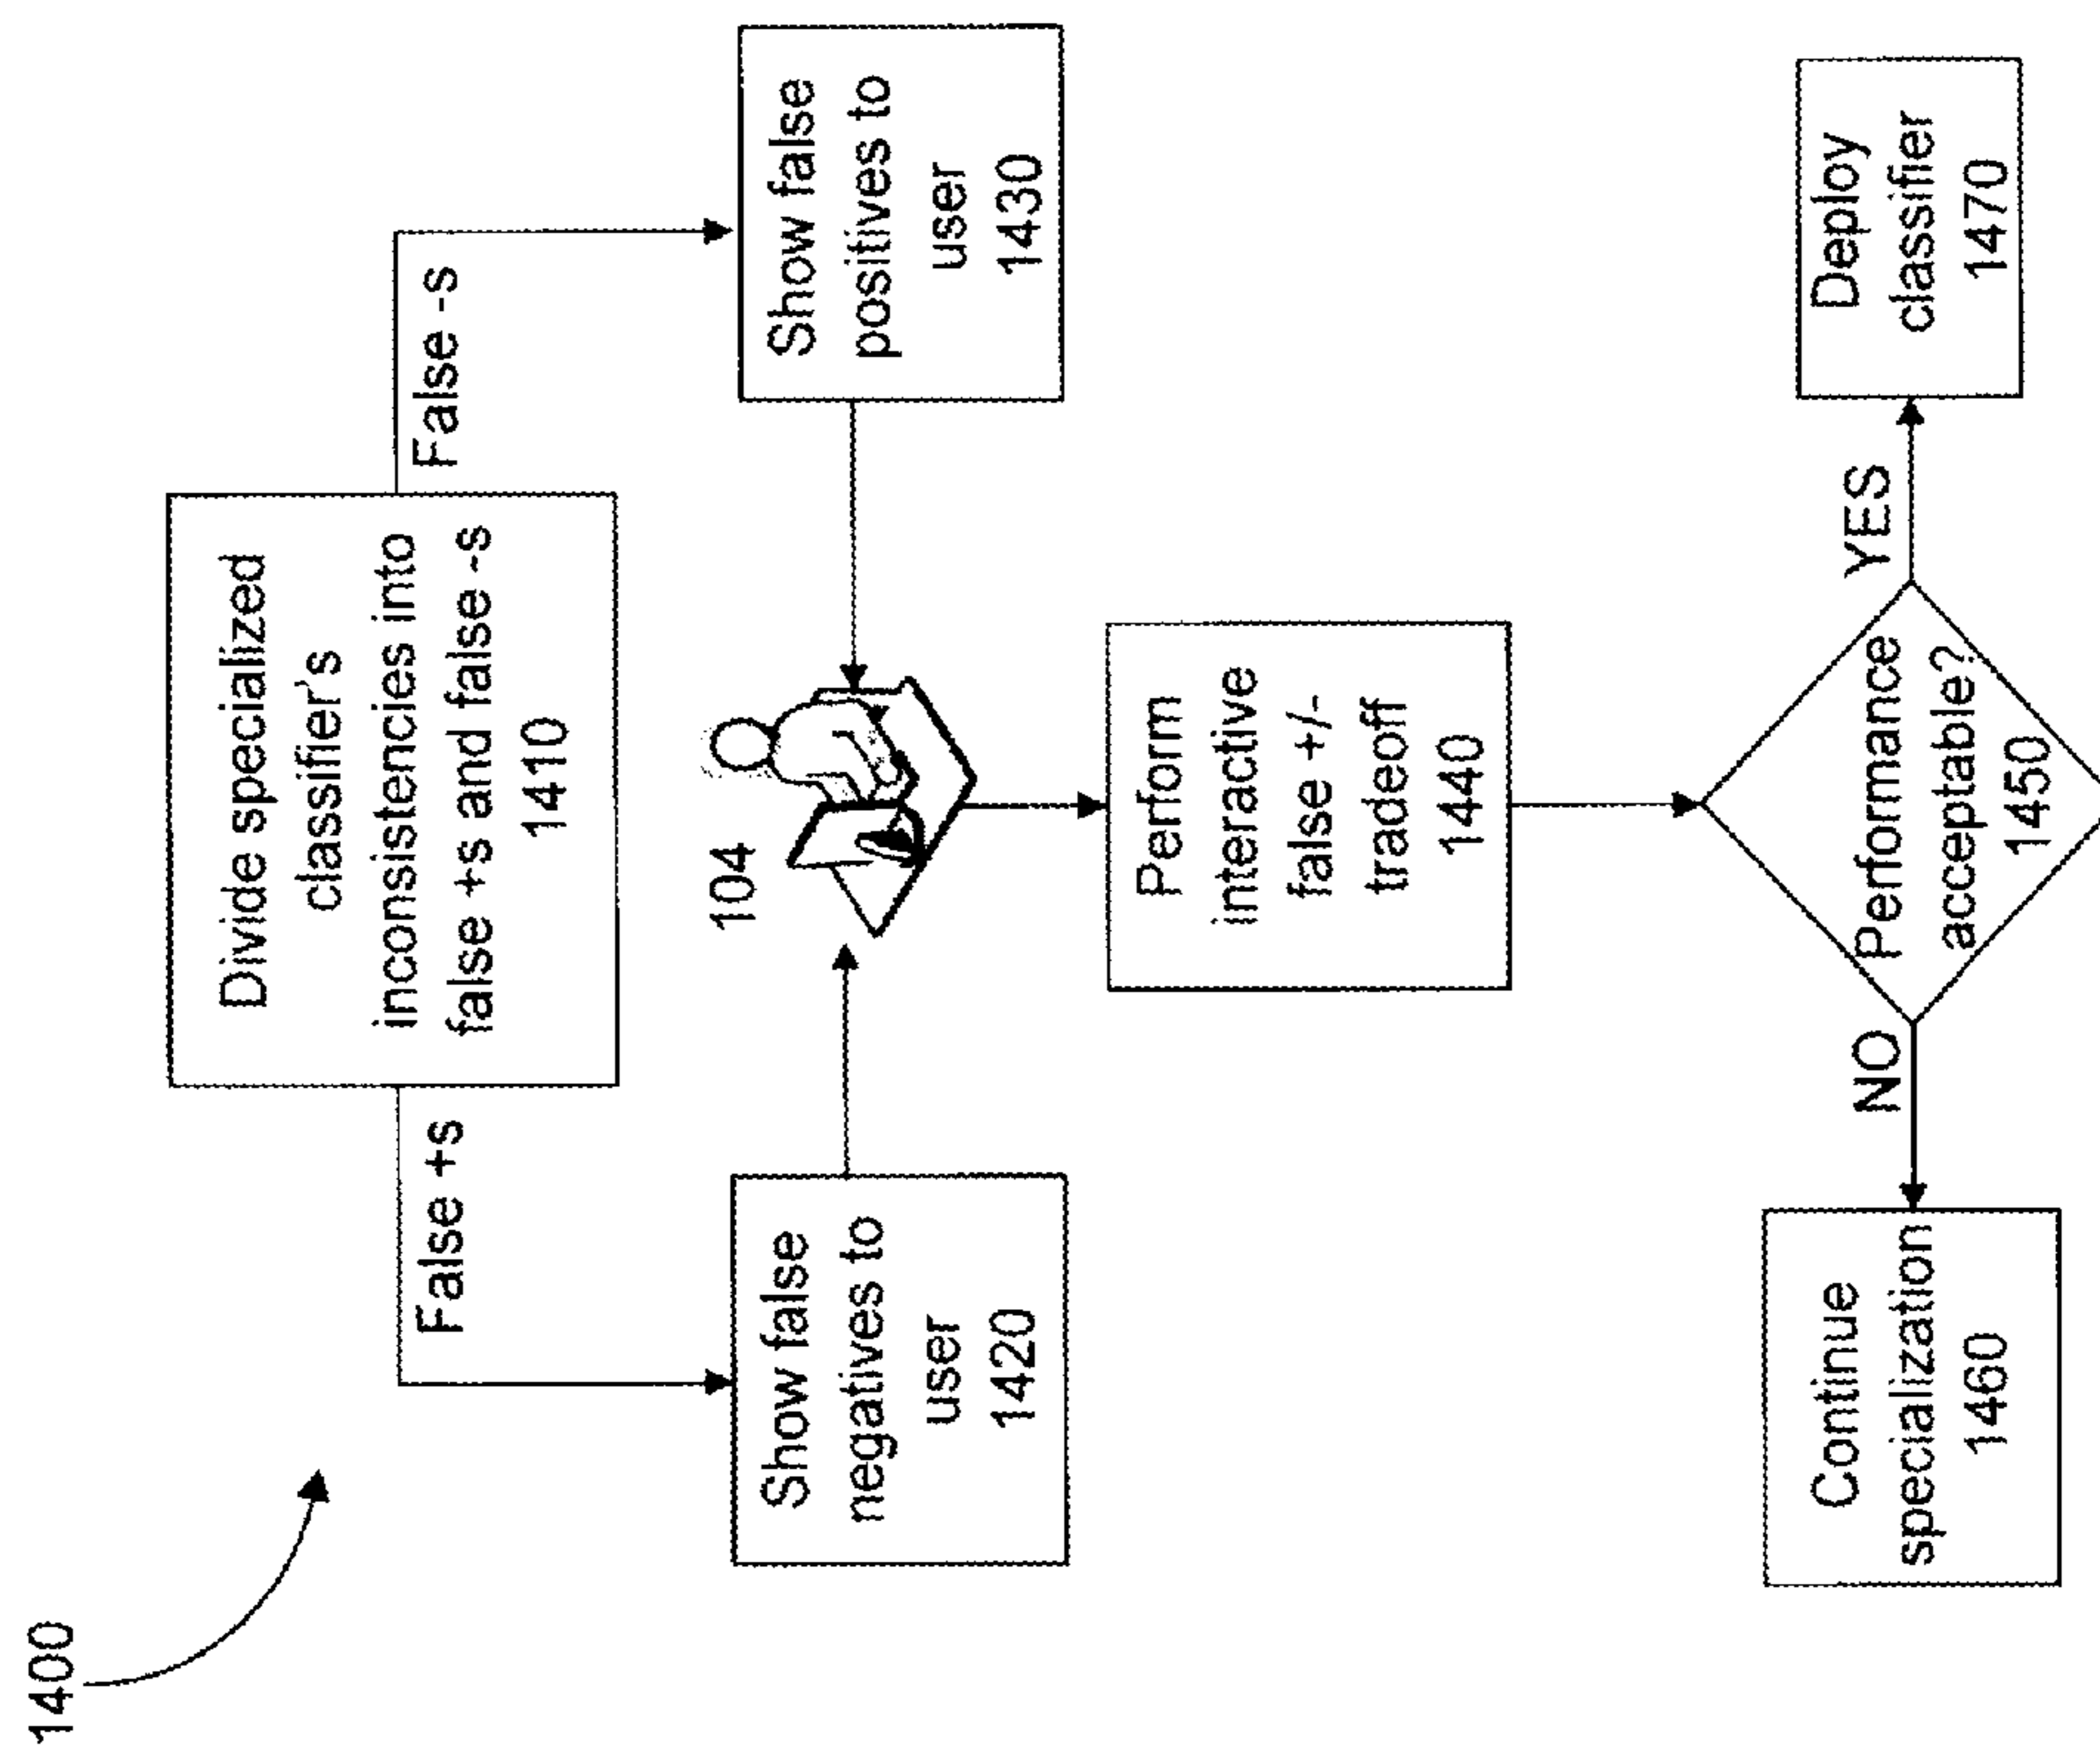 1400
Divide specialized
classifier's
inconsistencies into
false +s and false -s
1410
False +s
False -s
Show false
negatives to
user
1420
104
Show false
positives to
user
1430
Perform
interactive
false +/-
tradeoff
1440
Performance
acceptable?
1450
NO
YES
Continue
specialization
1460
Deploy
classifier
1470